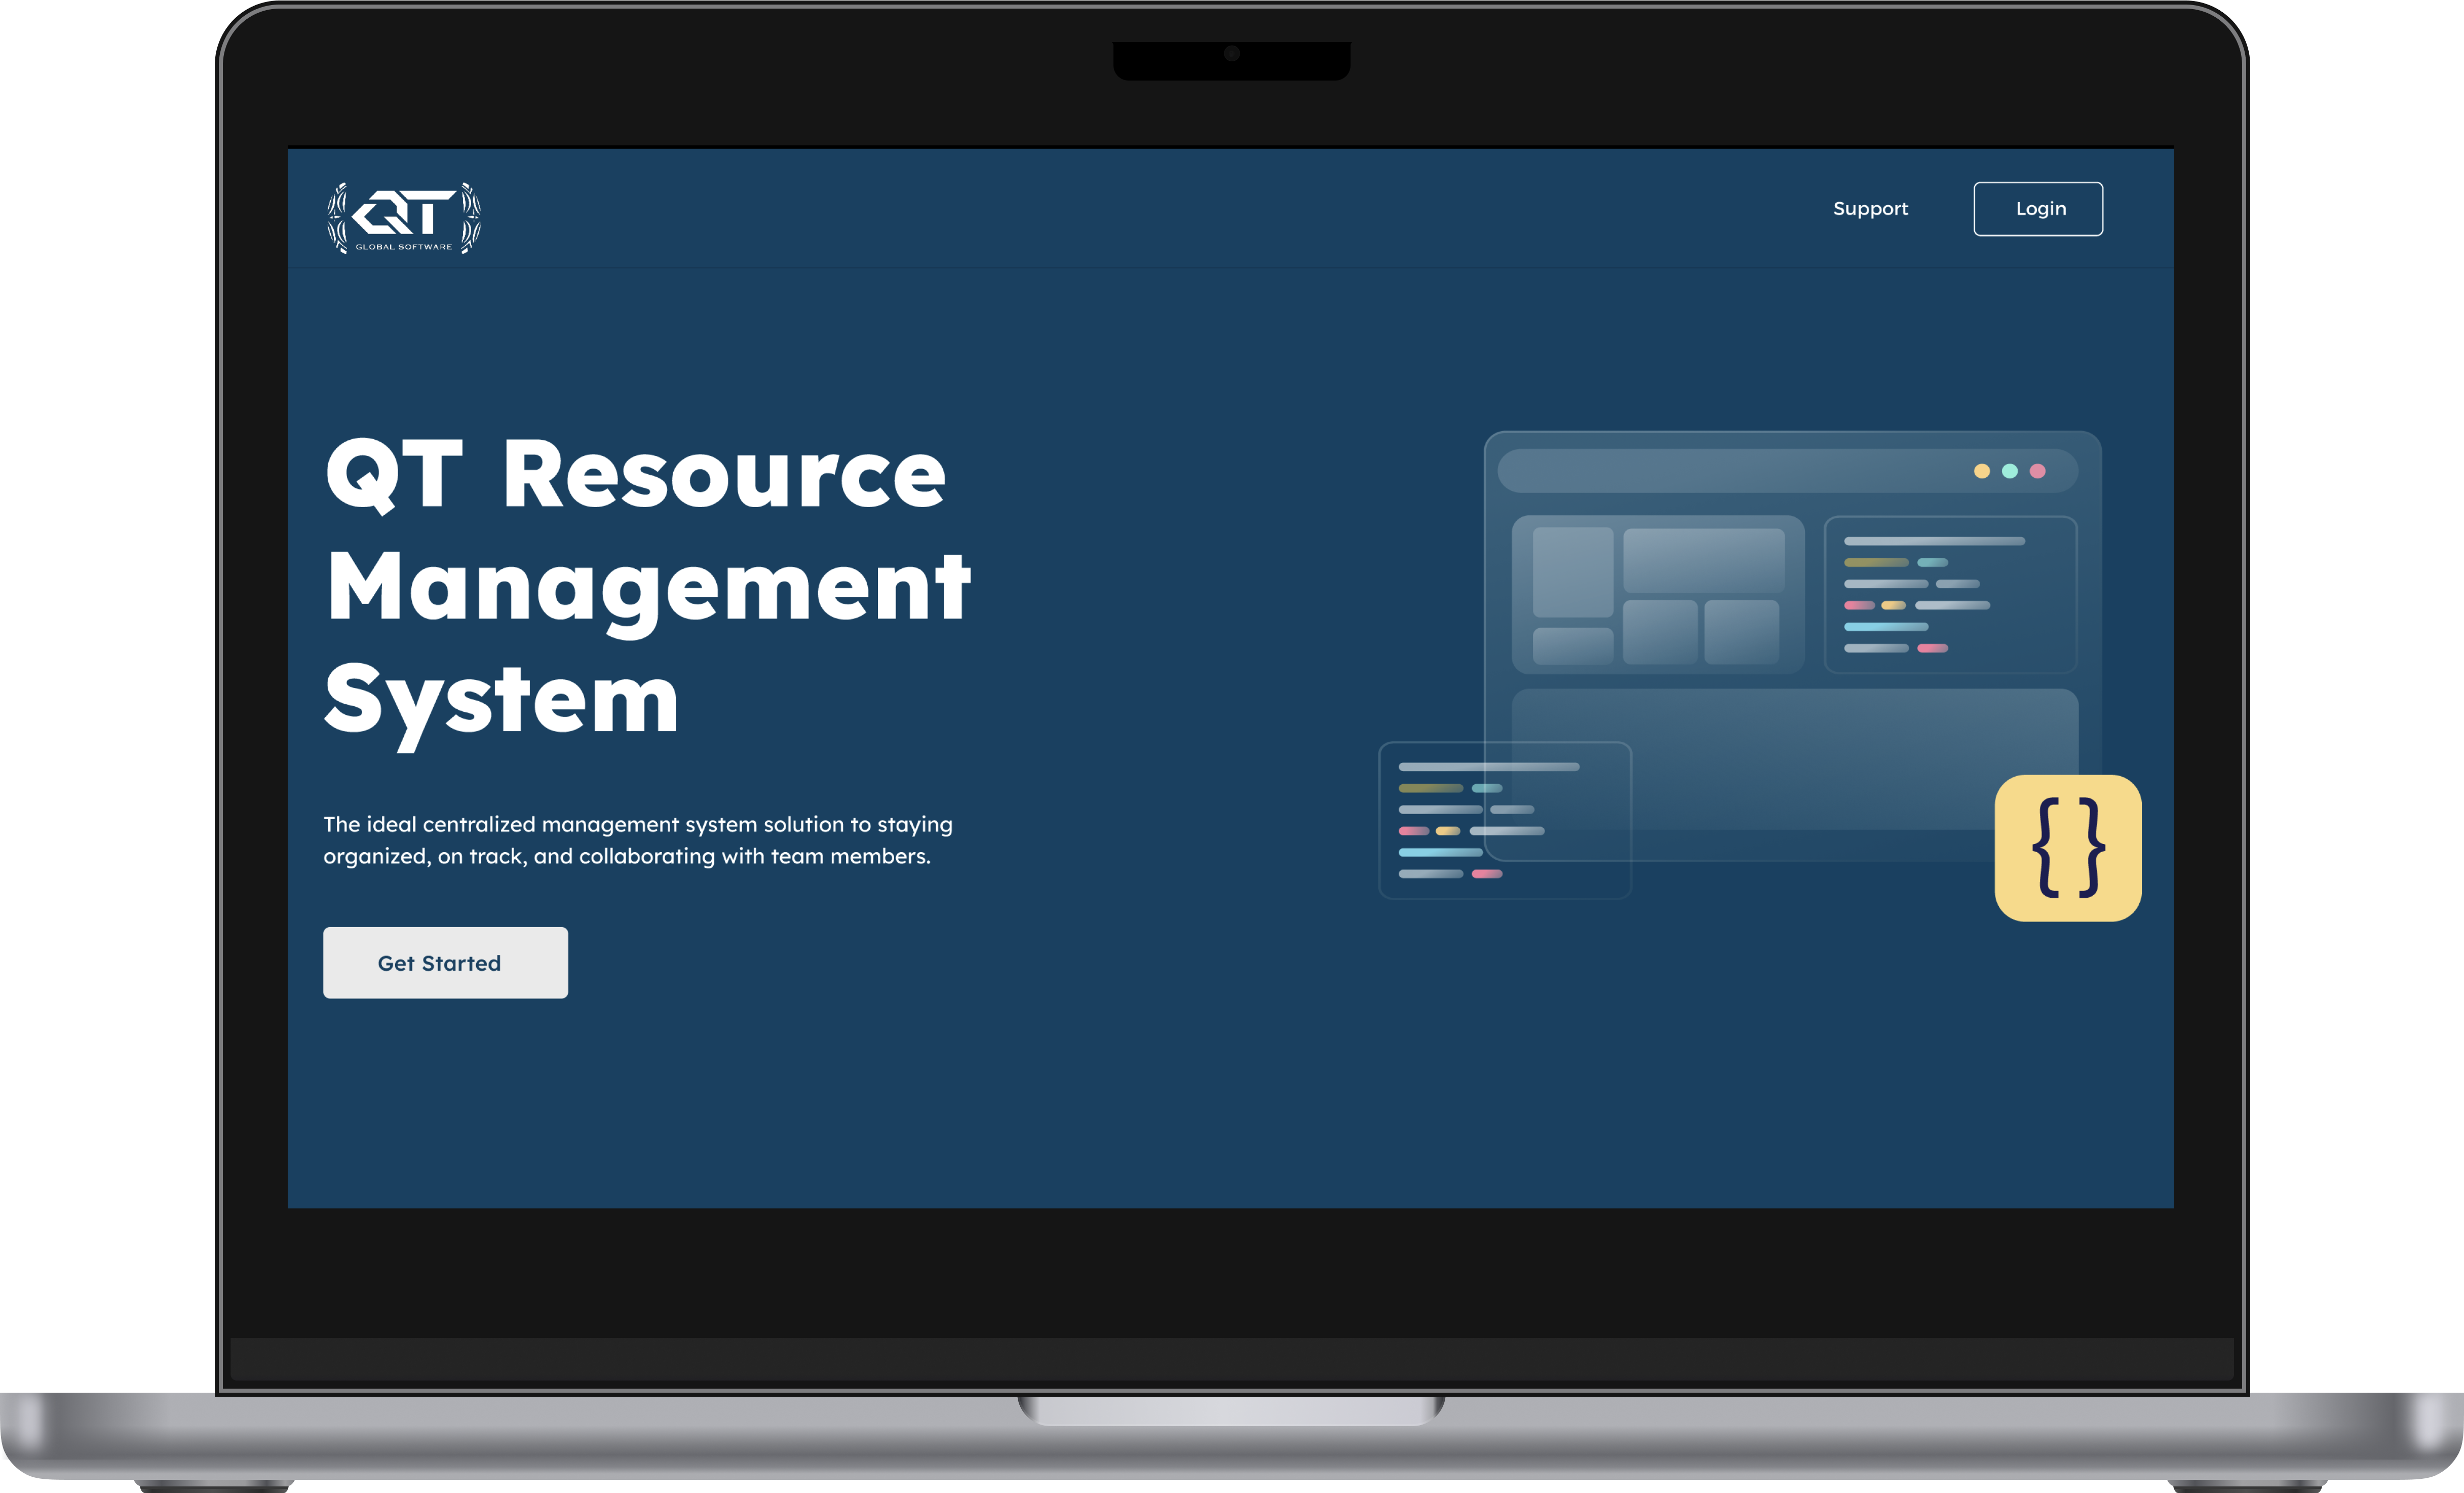 QT
GLOBAL SOFTWARE
Support
Login
QT Resource
Management
System
The ideal centralized management system solution to staying
organized, on track, and collaborating with team members.
Get Started
{ }